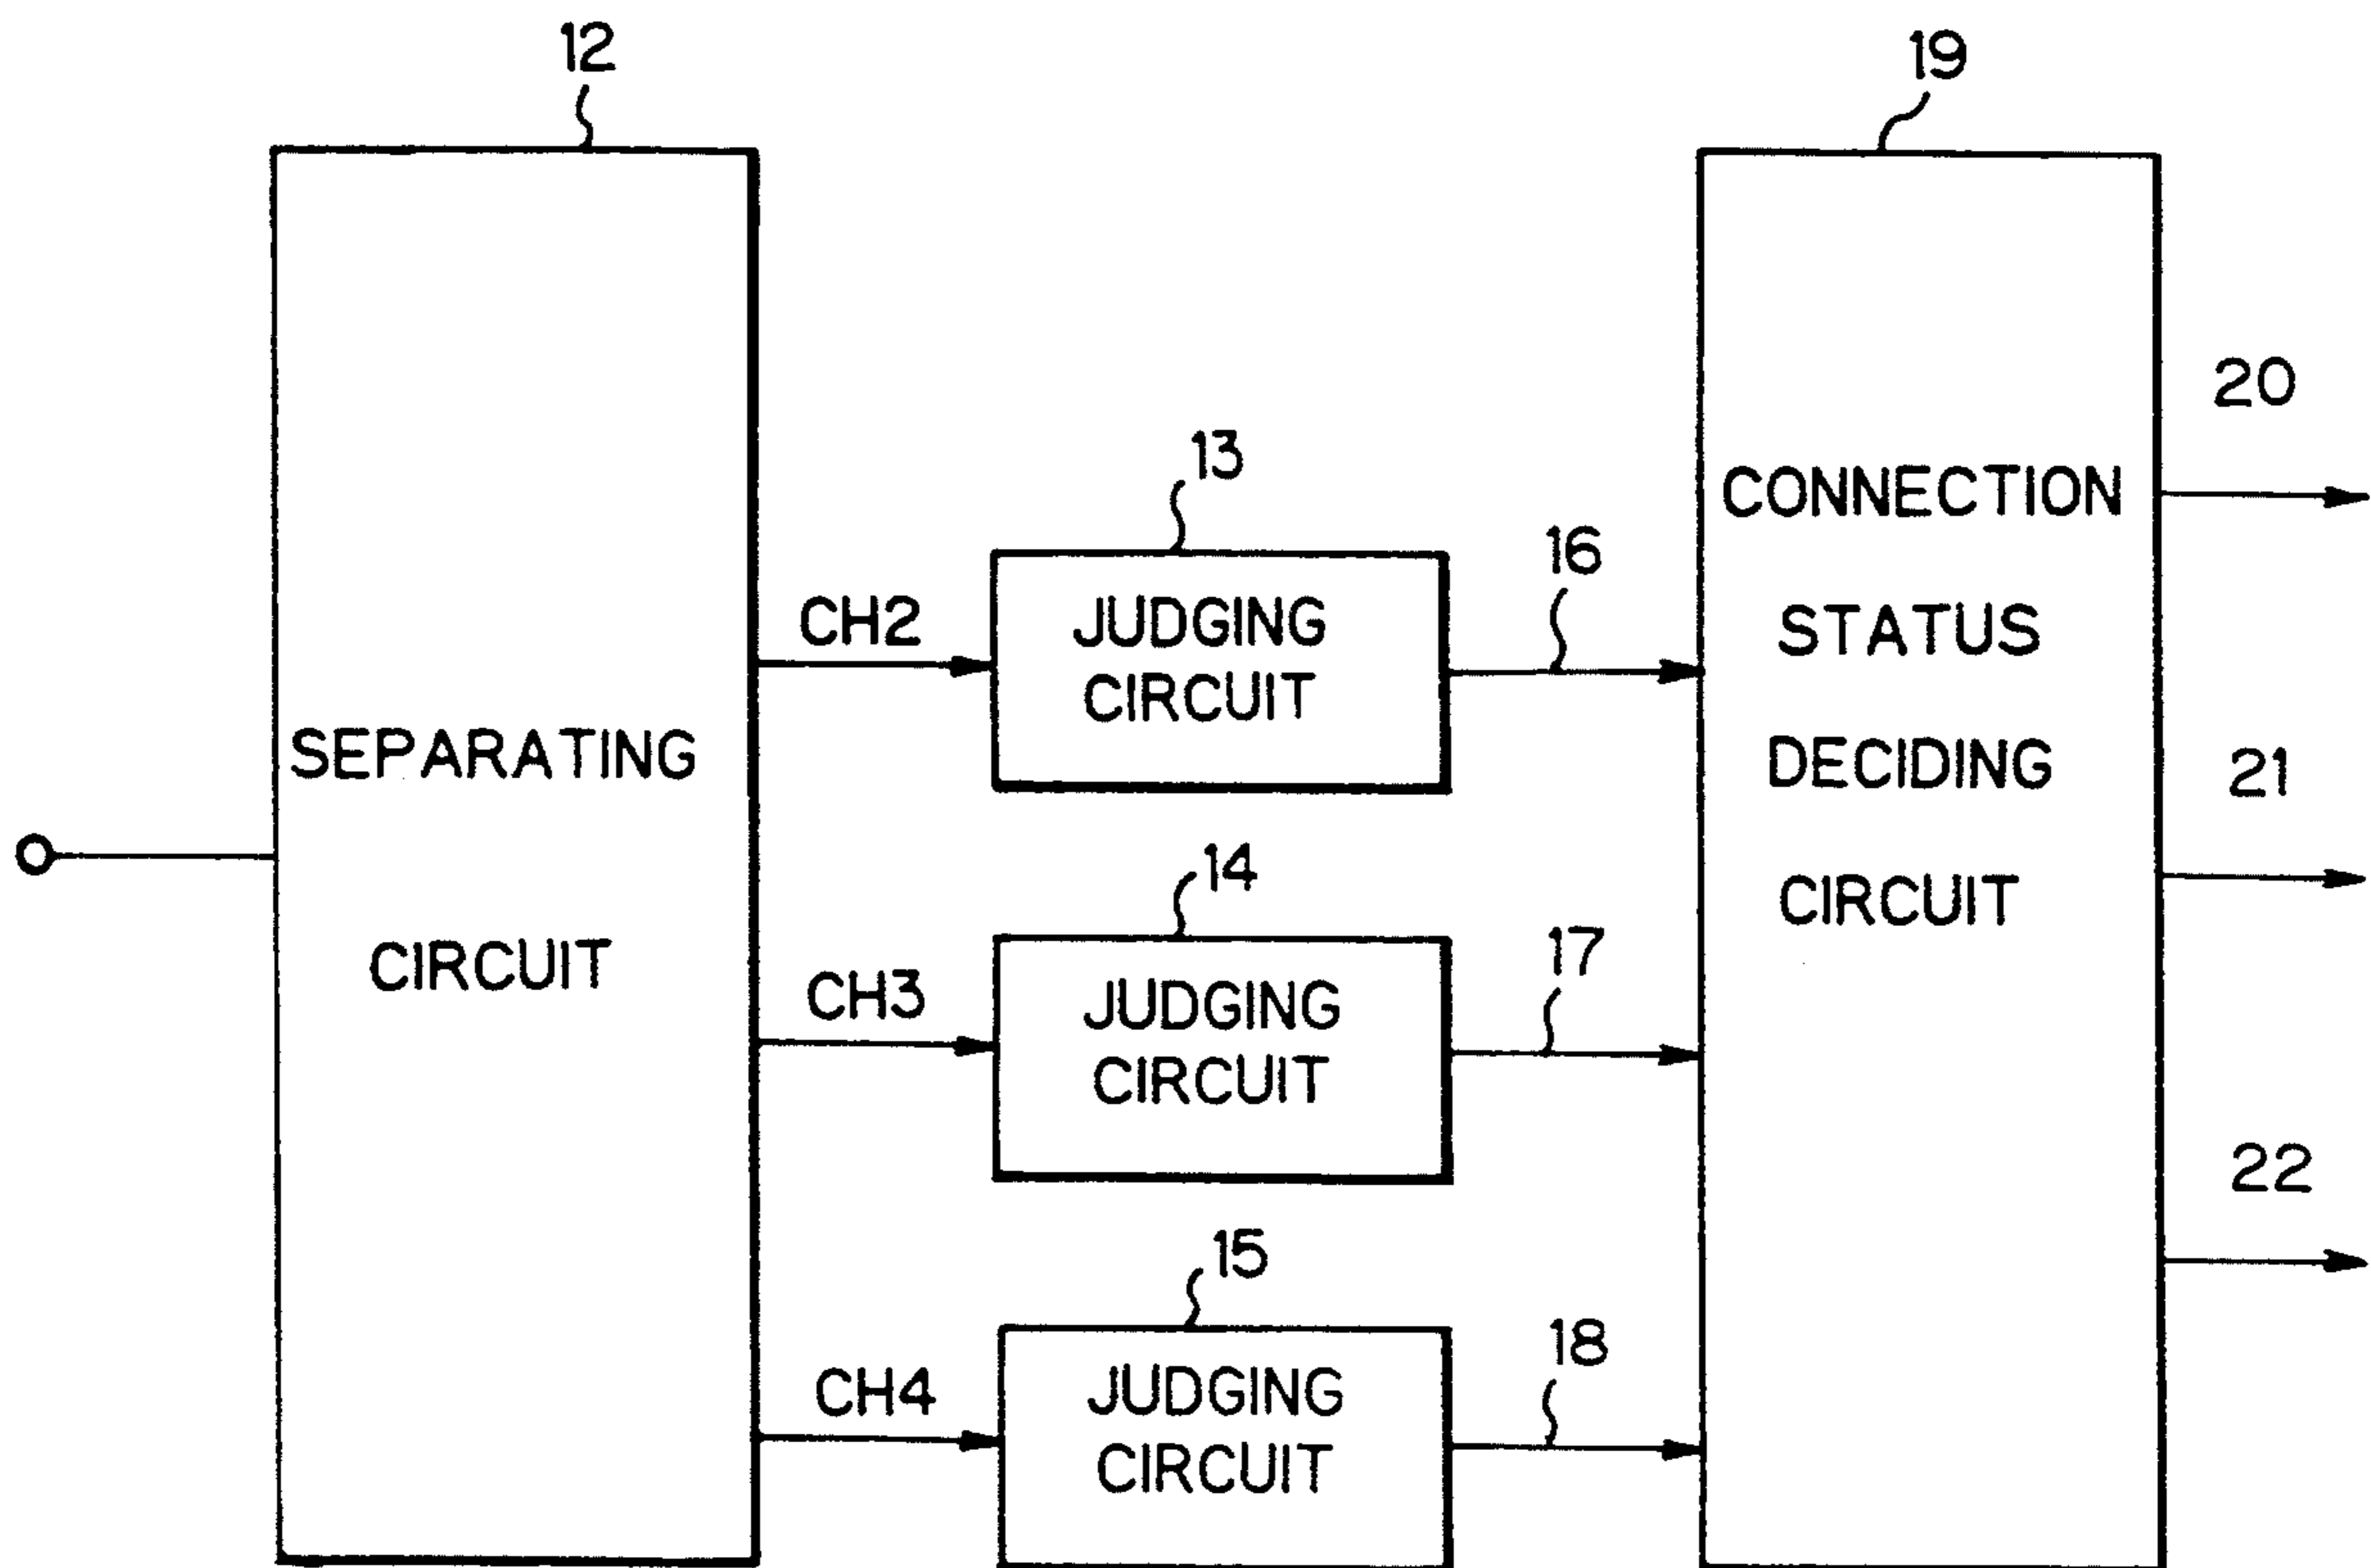 12
19
SEPARATING
CIRCUIT
CH2
13
JUDGING
CIRCUIT
16
CH3
14
JUDGING
CIRCUIT
17
CH4
15
JUDGING
CIRCUIT
18
CONNECTION
STATUS
DECIDING
CIRCUIT
20
21
22